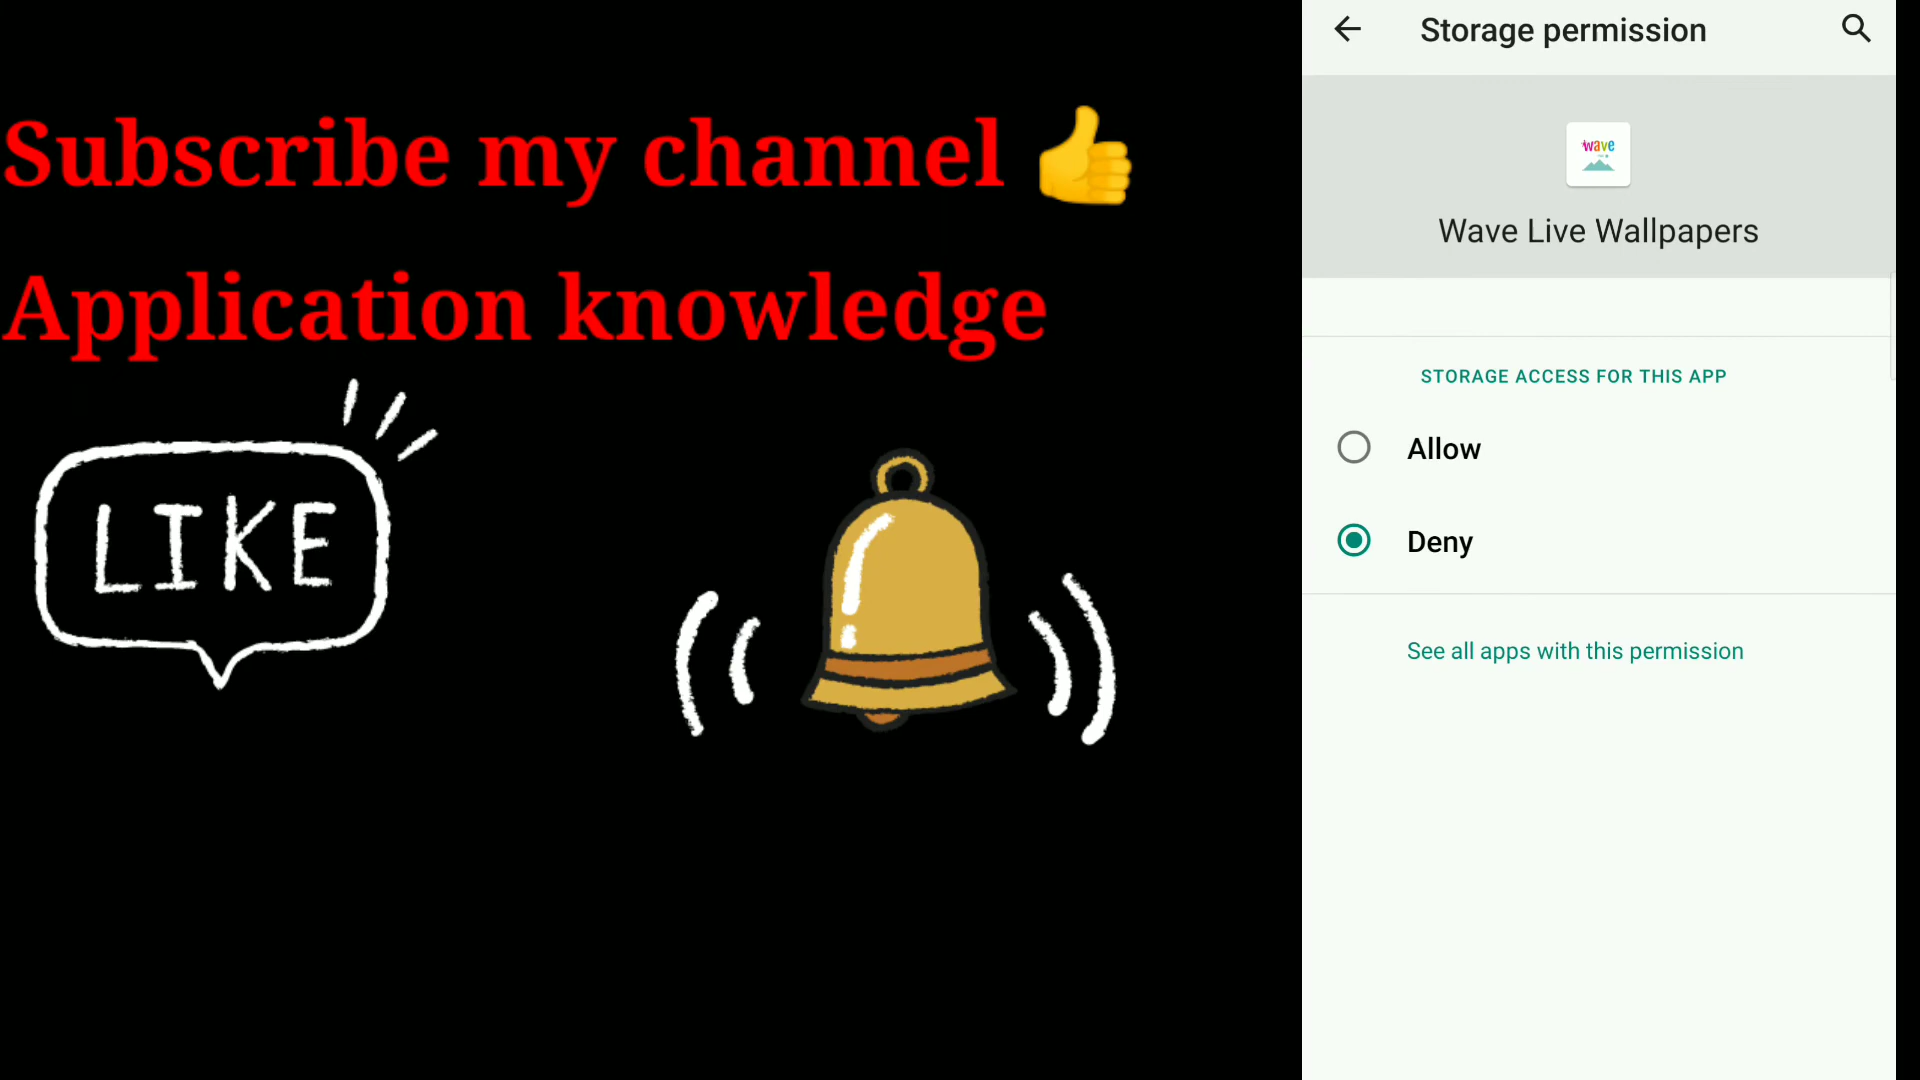 Subscribe my channel 👍
Application knowledge
LIKE
Storage permission
wave
Wave Live Wallpapers
STORAGE ACCESS FOR THIS APP
Allow
Deny
See all apps with this permission